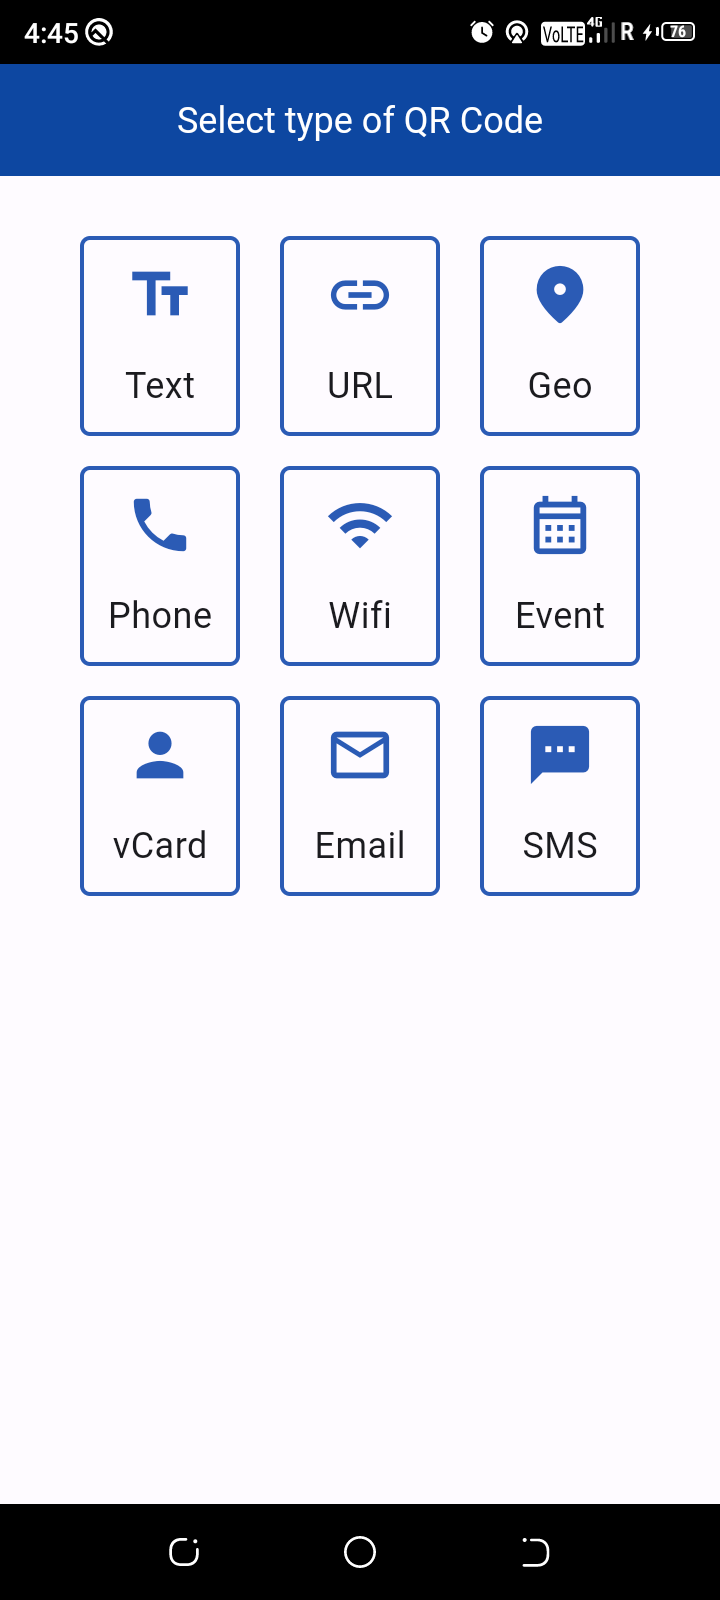 4:45 VoLTE 4G R 76
Select type of QR Code
Text URL Geo
Phone Wifi Event
vCard Email SMS